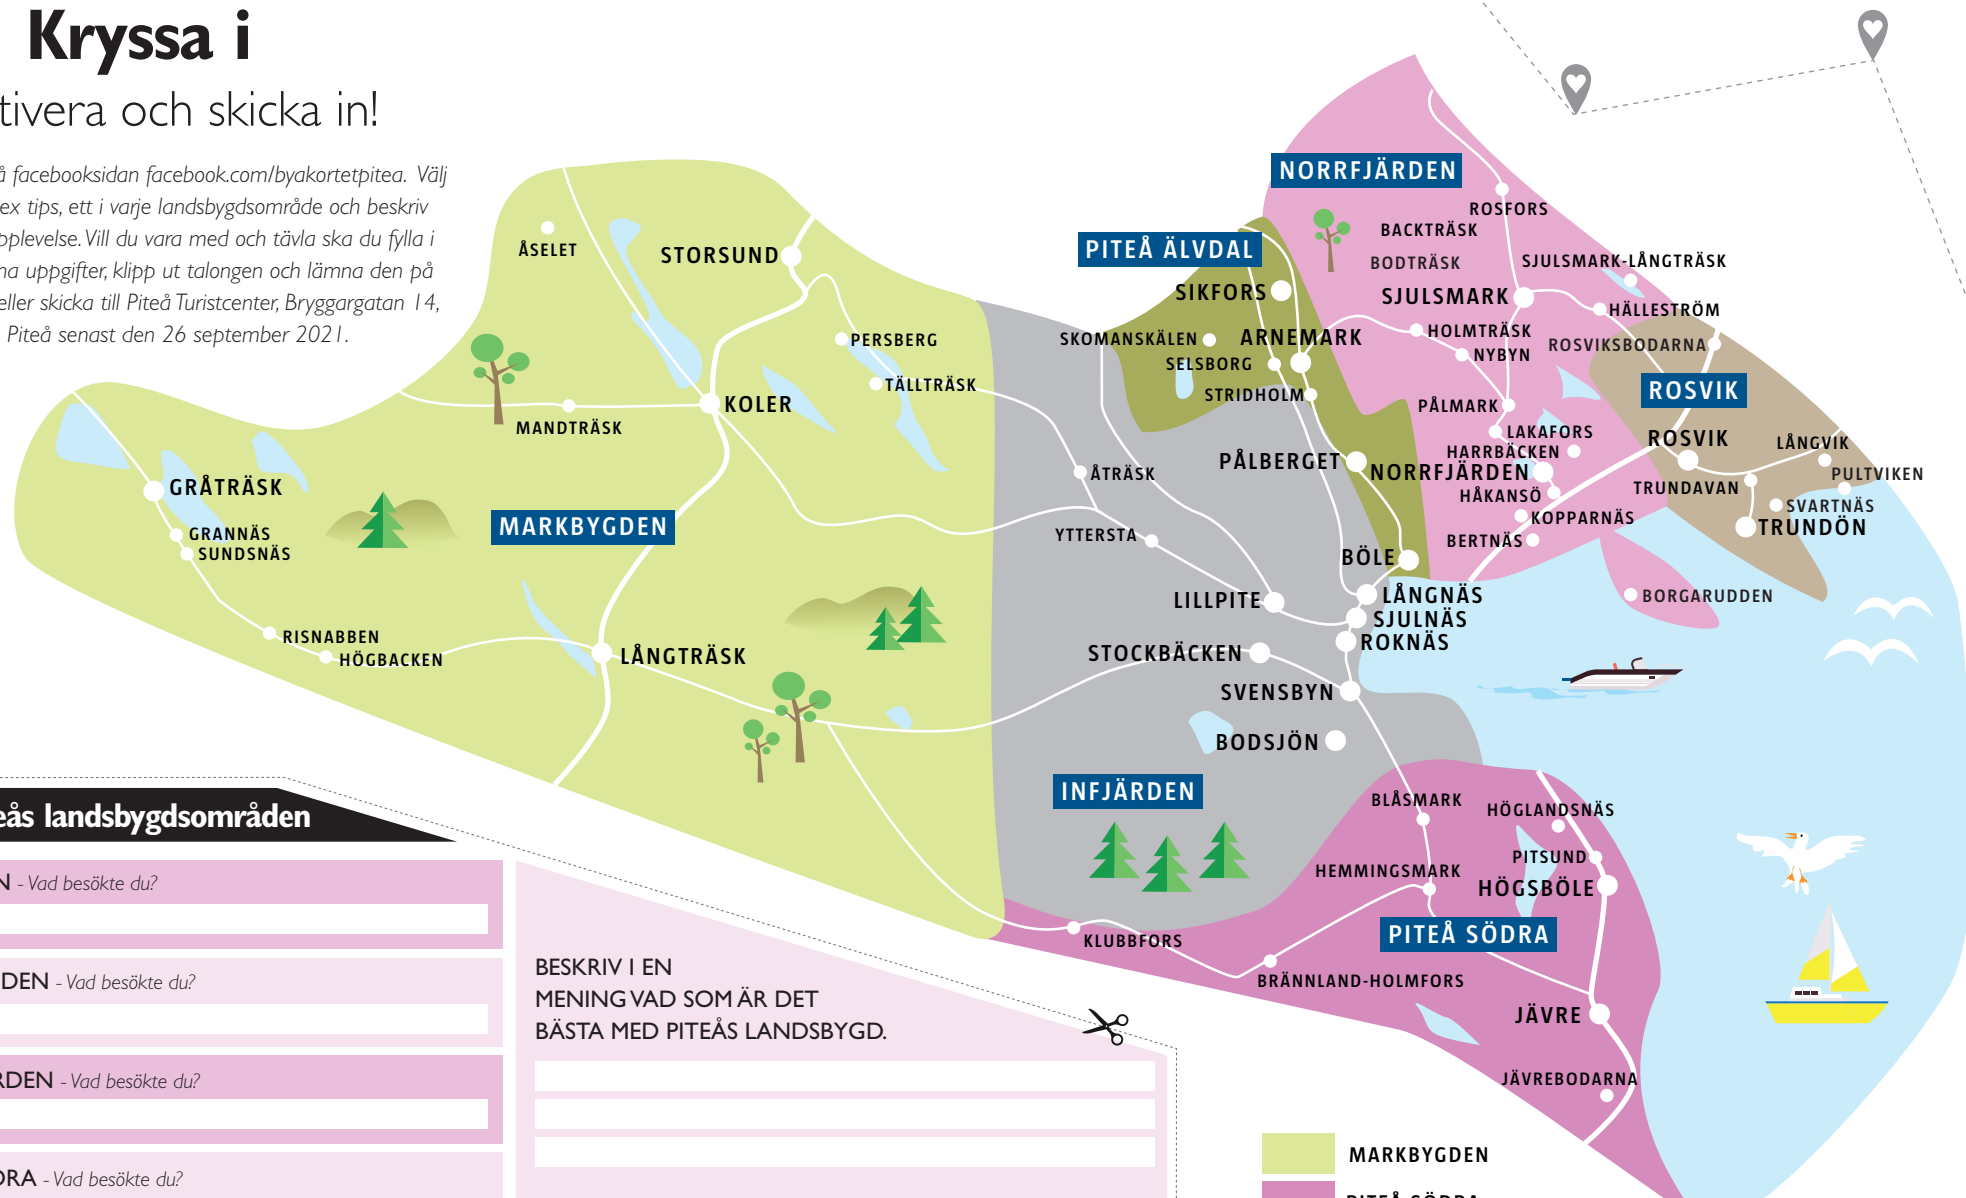 Kryssa i
tivera och skicka in!
å facebooksidan facebook.com/byakortetpitea. Välj
ex tips, ett i varje landsbygdsområde och beskriv
pplevelse. Vill du vara med och tävla ska du fylla i
na uppgifter, klipp ut talongen och lämna den på
eller skicka till Piteå Turistcenter, Bryggargatan 14,
Piteå senast den 26 september 2021.
NORRFJÄRDEN
ROSFORS
BACKTRÄSK
BODTRÄSK
SJULSMARK-LÅNGTRÄSK
SJULSMARK
HÄLLESTRÖM
HOLMTRÄSK
NYBYN
ROSVIKSBODARNA
PÅLMARK
LAKAFORS
HARRBÄCKEN
NORRFJÄRDEN
HÅKANSÖ
KOPPARNÄS
BERTNÄS
BORGARUDDEN
ROSVIK
ROSVIK
LÅNGVIK
PULTVIKEN
TRUNDAVAN
SVARTNÄS
TRUNDÖN
PITEÅ ÄLVDAL
SIKFORS
SKOMANSKÄLEN
ARNEMARK
SELSBORG
STRIDHOLM
PÅLBERGET
BÖLE
ÅSELET
STORSUND
PERSBERG
TÄLLTRÄSK
KOLER
MANDTRÄSK
GRÅTRÄSK
GRANNÄS
SUNDSNÄS
MARKBYGDEN
RISNABBEN
HÖGBACKEN
LÅNGTRÄSK
ÅTRÄSK
YTTERSTA
LILLPITE
LÅNGNÄS
SJULNÄS
ROKNÄS
STOCKBÄCKEN
SVENSBYN
BODSJÖN
INFJÄRDEN
BLÅSMARK
HÖGLANDSNÄS
PITSUND
HEMMINGSMARK
HÖGSBÖLE
PITEÅ SÖDRA
KLUBBFORS
BRÄNNLAND-HOLMFORS
JÄVRE
JÄVREBODARNA
eås landsbygdsområden
N - Vad besökte du?
DEN - Vad besökte du?
RDEN - Vad besökte du?
DRA - Vad besökte du?
BESKRIV I EN
MENING VAD SOM ÄR DET
BÄSTA MED PITEÅS LANDSBYGD.
MARKBYGDEN
PITEÅ SÖDRA